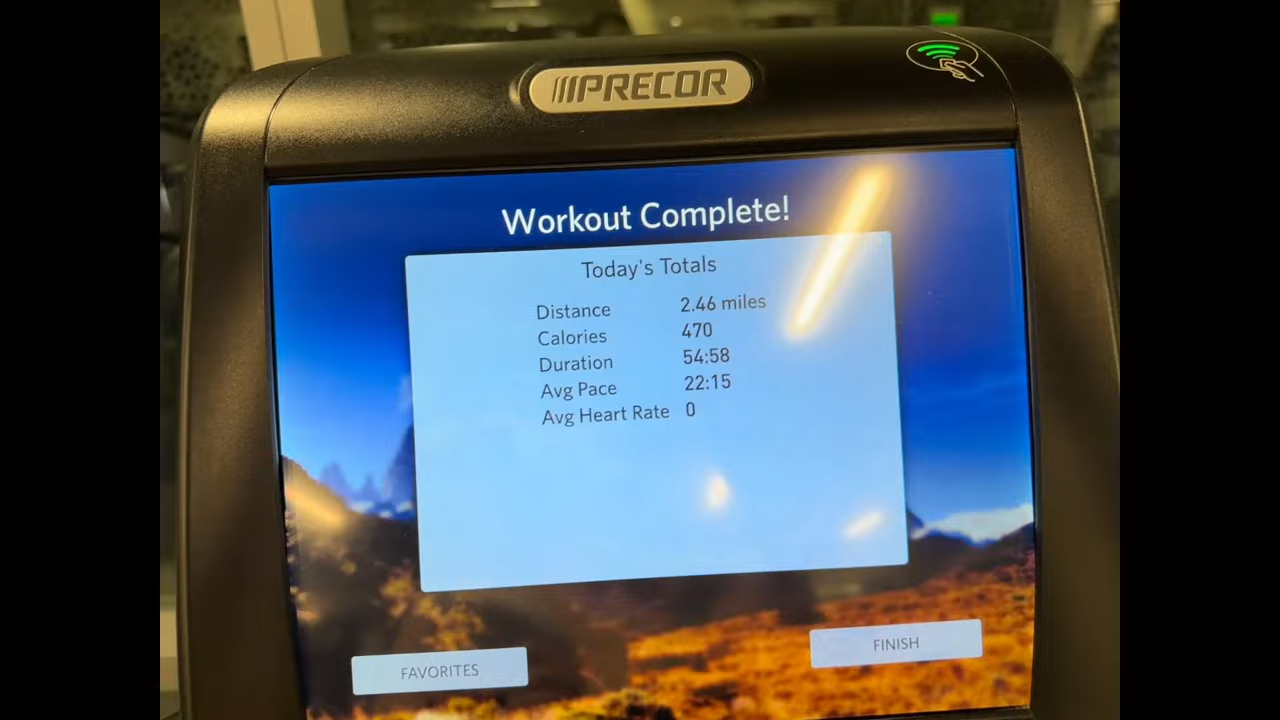 PRECOR
Workout Complete!
Today's Totals
Distance 2.46 miles
Calories 470
Duration 54:58
Avg Pace 22:15
Avg Heart Rate 0
FAVORITES
FINISH